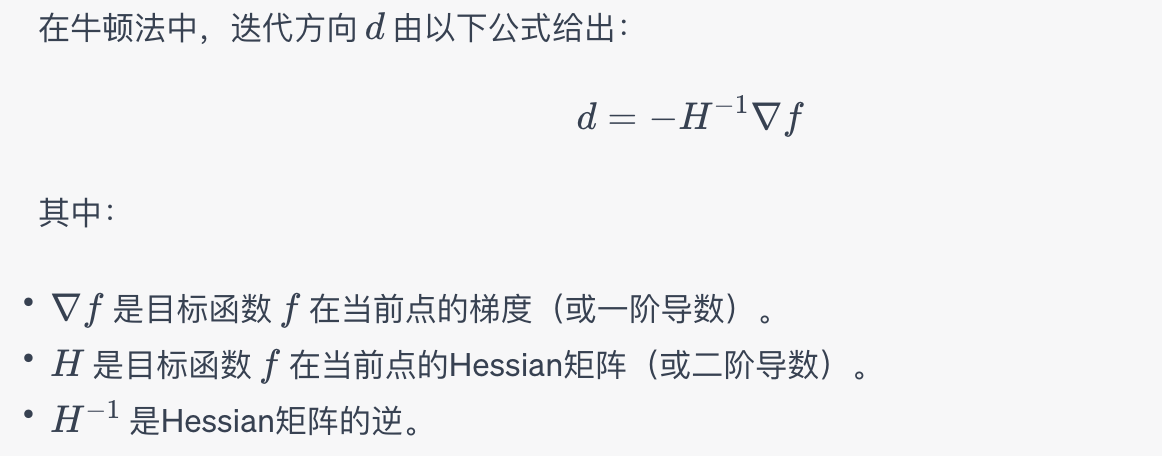 在牛顿法中，迭代方向 d 由以下公式给出：
d = −H⁻¹∇f
其中：
• ∇f 是目标函数 f 在当前点的梯度（或一阶导数）。
• H 是目标函数 f 在当前点的Hessian矩阵（或二阶导数）。
• H⁻¹ 是Hessian矩阵的逆。